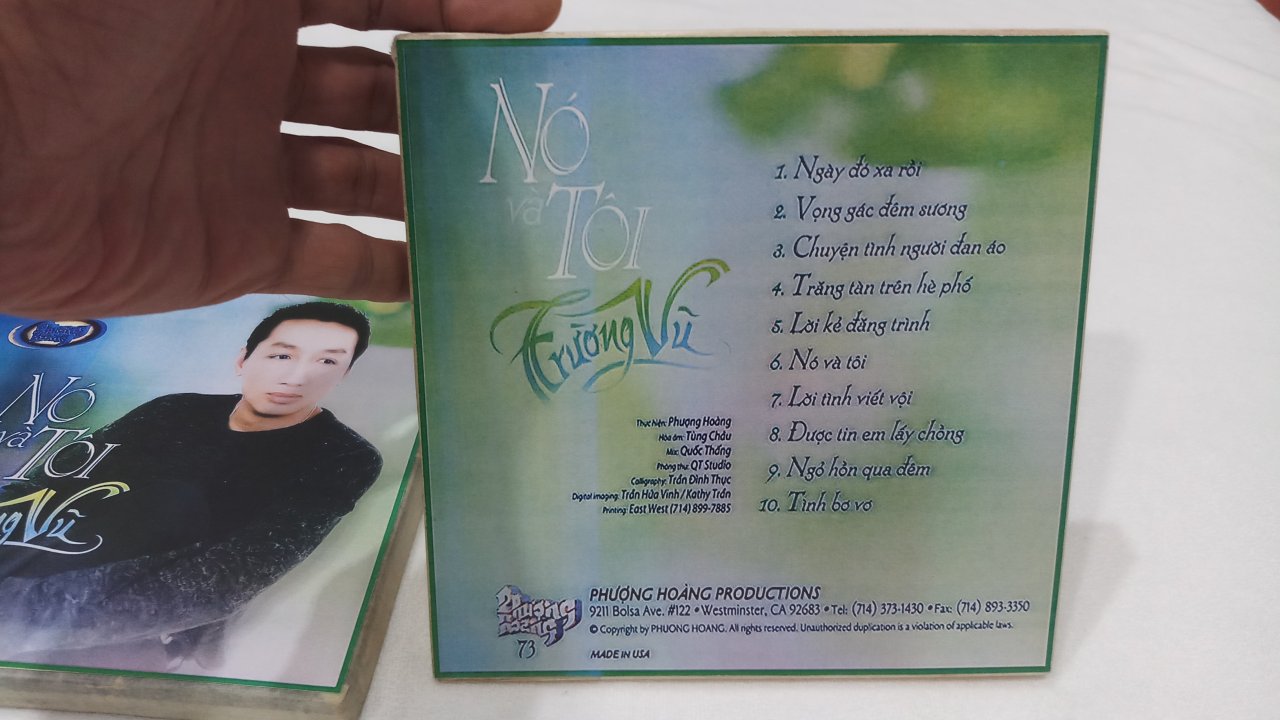 Nó
và
Tôi
Trường Vũ
1. Ngày đó xa rồi
2. Vọng gác đêm sương
3. Chuyện tình người đan áo
4. Trăng tàn trên hè phố
5. Lời kẻ đăng trình
6. Nó và tôi
7. Lời tình viết vội
8. Được tin em lấy chồng
9. Ngỏ hồn qua đêm
10. Tình bơ vơ
Thực hiện: Phượng Hoàng
Hòa âm: Tùng Châu
Mix: Quốc Thắng
Phòng thu: QT Studio
Calligraphy: Trần Đình Thục
Digital imaging: Trần Hứa Vinh / Kathy Trần
Printing: East West (714) 899-7885
Phượng
Hoàng
73
PHƯỢNG HOÀNG PRODUCTIONS
9211 Bolsa Ave. #122 • Westminster, CA 92683 • Tel: (714) 373-1430 • Fax: (714) 893-3350
© Copyright by PHUONG HOANG. All rights reserved. Unauthorized duplication is a violation of applicable laws.
MADE IN USA
Nó
và
Tôi
ng Vũ